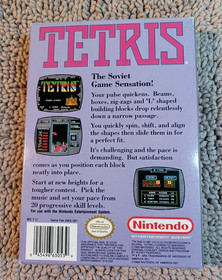 TETRIS
The Soviet
Game Sensation!
Your pulse quickens. Beams,
boxes, zig-zags and "L" shaped
building blocks drop relentlessly
down a narrow passage.
You quickly spin, shift, and align
the shapes then slide them in for
a perfect fit.
It's challenging and the pace is
demanding. But satisfaction
comes as you position each block
neatly into place.
Start at new heights for a
tougher contest. Pick the
music and set your pace from
20 progressive skill levels.
For use with the Nintendo Entertainment System.
Nintendo